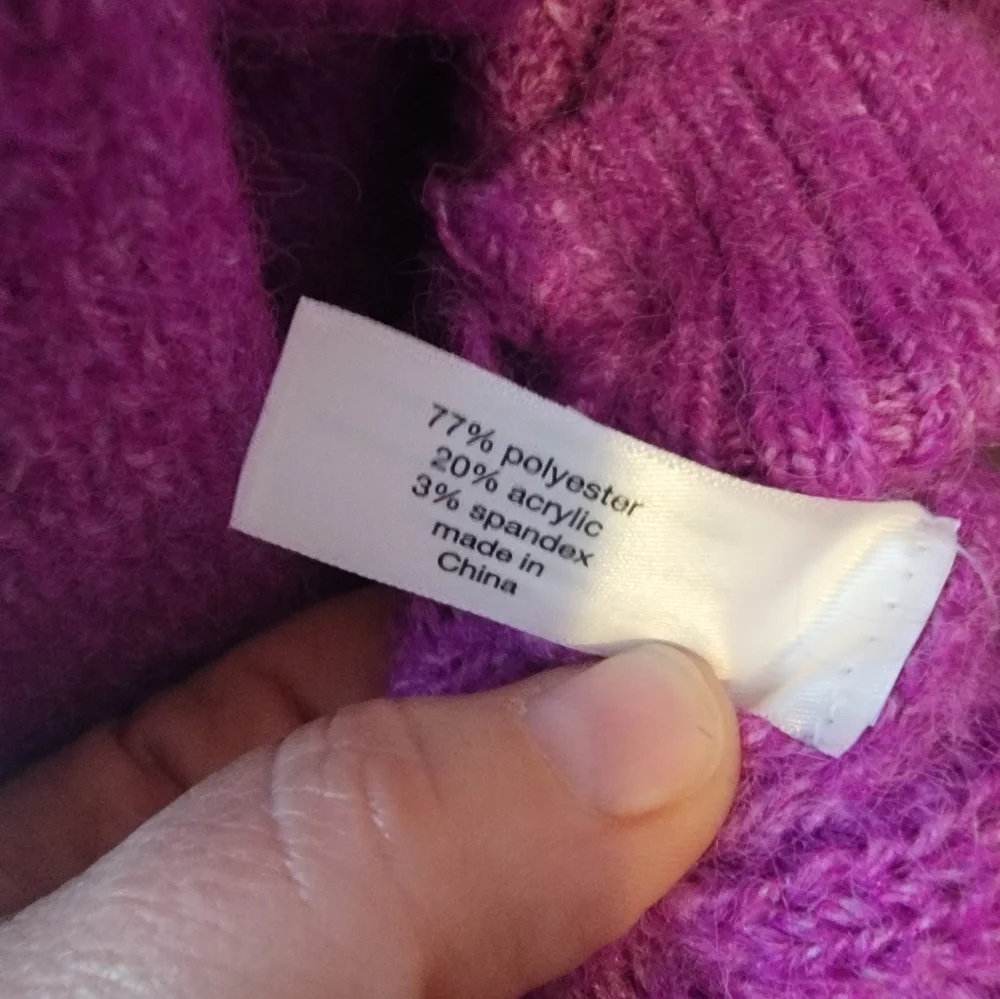 77% polyester
20% acrylic
3% spandex
made in
China